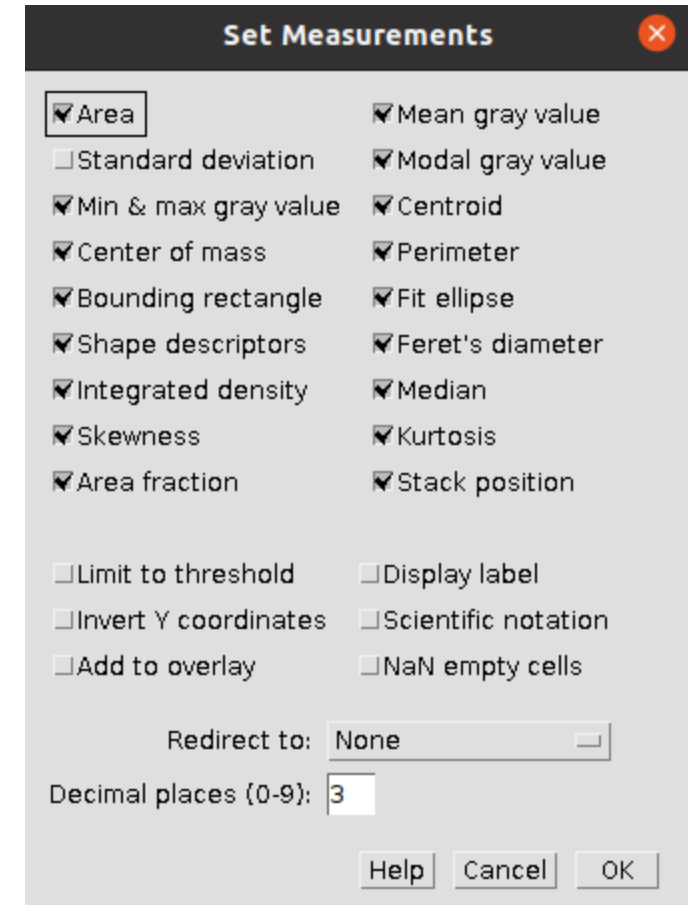 Set Measurements
Area Mean gray value
Standard deviation Modal gray value
Min & max gray value Centroid
Center of mass Perimeter
Bounding rectangle Fit ellipse
Shape descriptors Feret's diameter
Integrated density Median
Skewness Kurtosis
Area fraction Stack position
Limit to threshold Display label
Invert Y coordinates Scientific notation
Add to overlay NaN empty cells
Redirect to: None
Decimal places (0-9): 3
Help Cancel OK